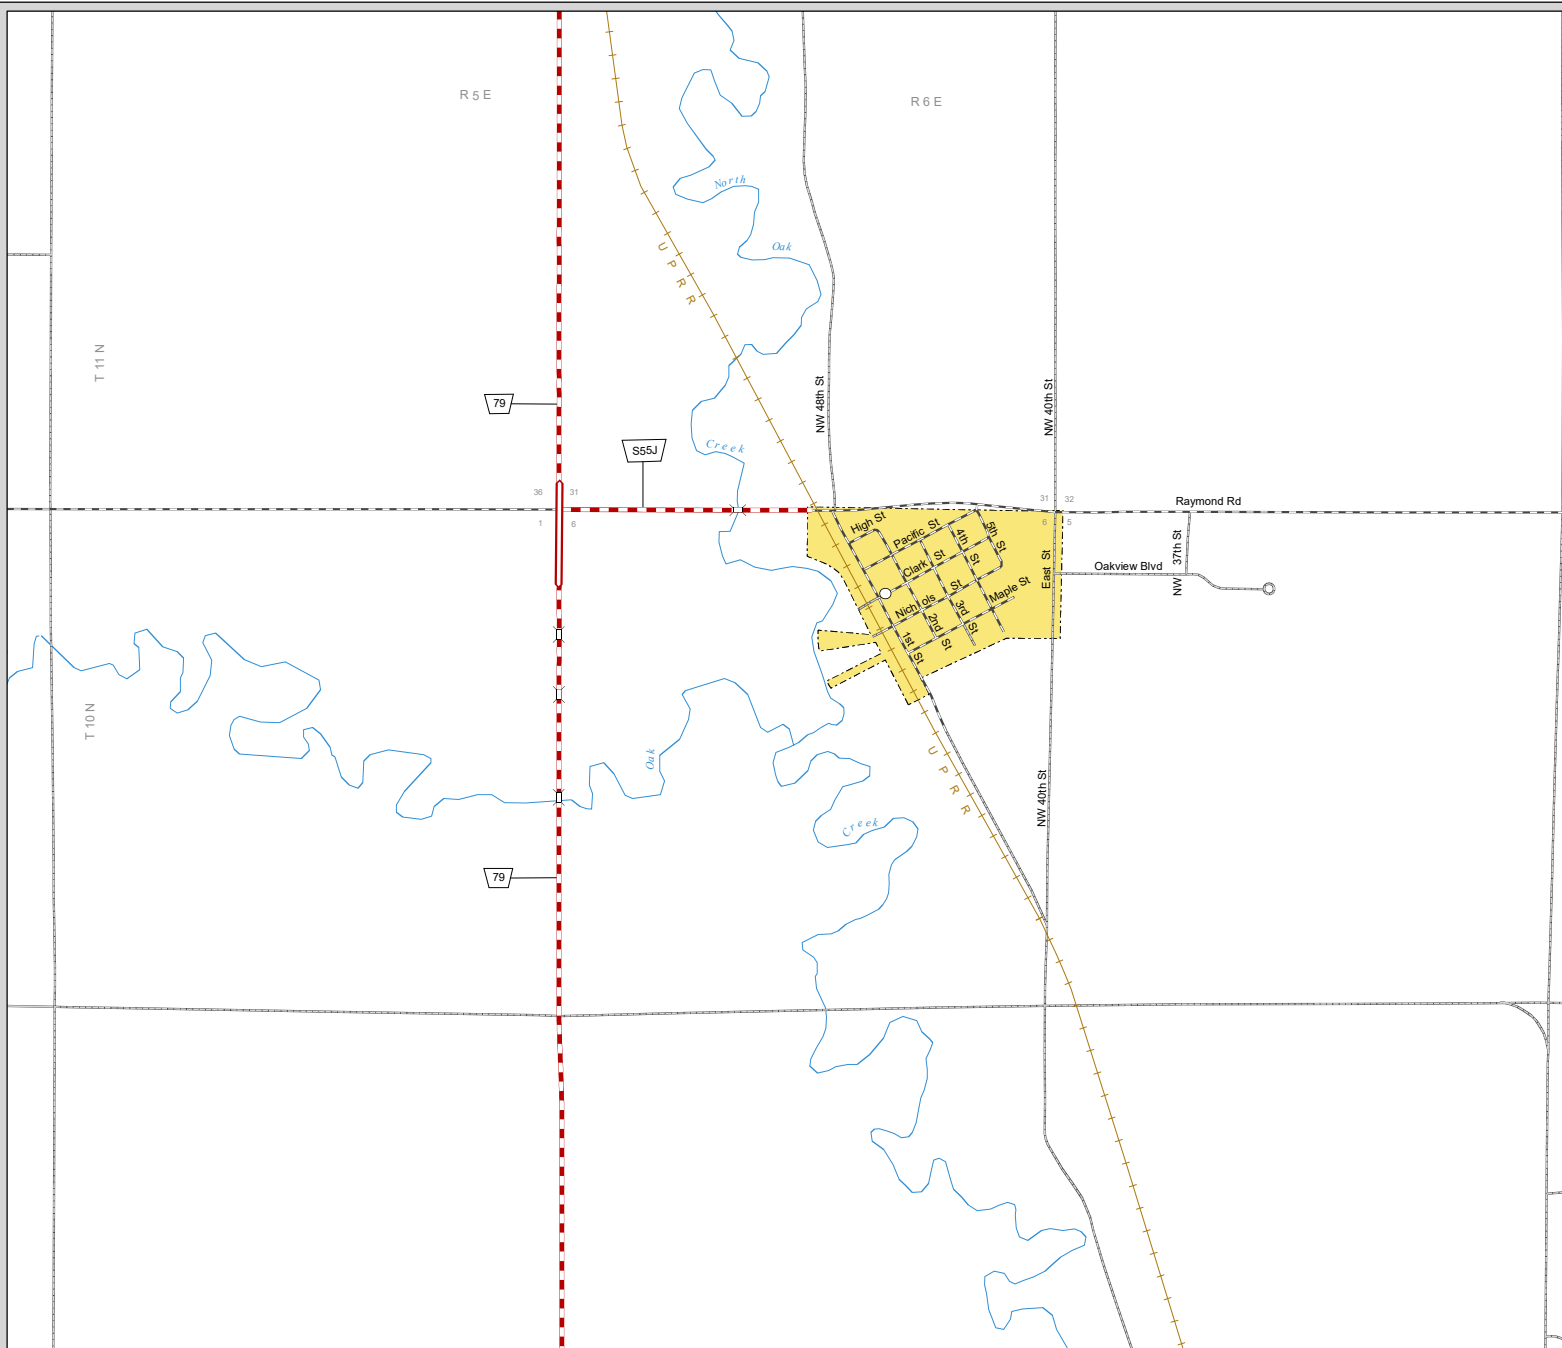 R 5 E
R 6 E
North
Oak
U P R R
T 11 N
NW 48th St
NW 40th St
79
Creek
S55J
36
31
31
32
Raymond Rd
1
6
6
5
High St
Pacific St
5th St
4th St
Clark St
East St
Oakview Blvd
NW 37th St
Nichols St
Maple St
3rd St
2nd St
1st St
T 10 N
Oak
U P R R
NW 40th St
Creek
79